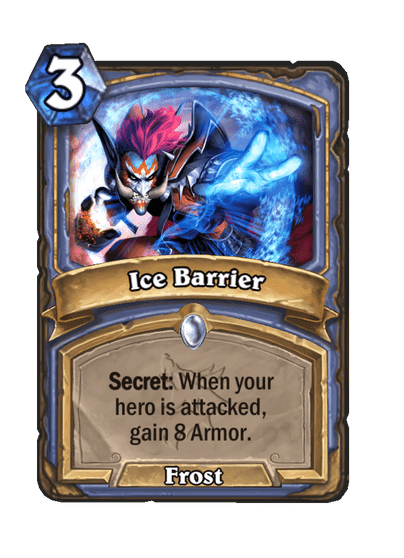 3
Ice Barrier
Secret: When your
hero is attacked,
gain 8 Armor.
Frost